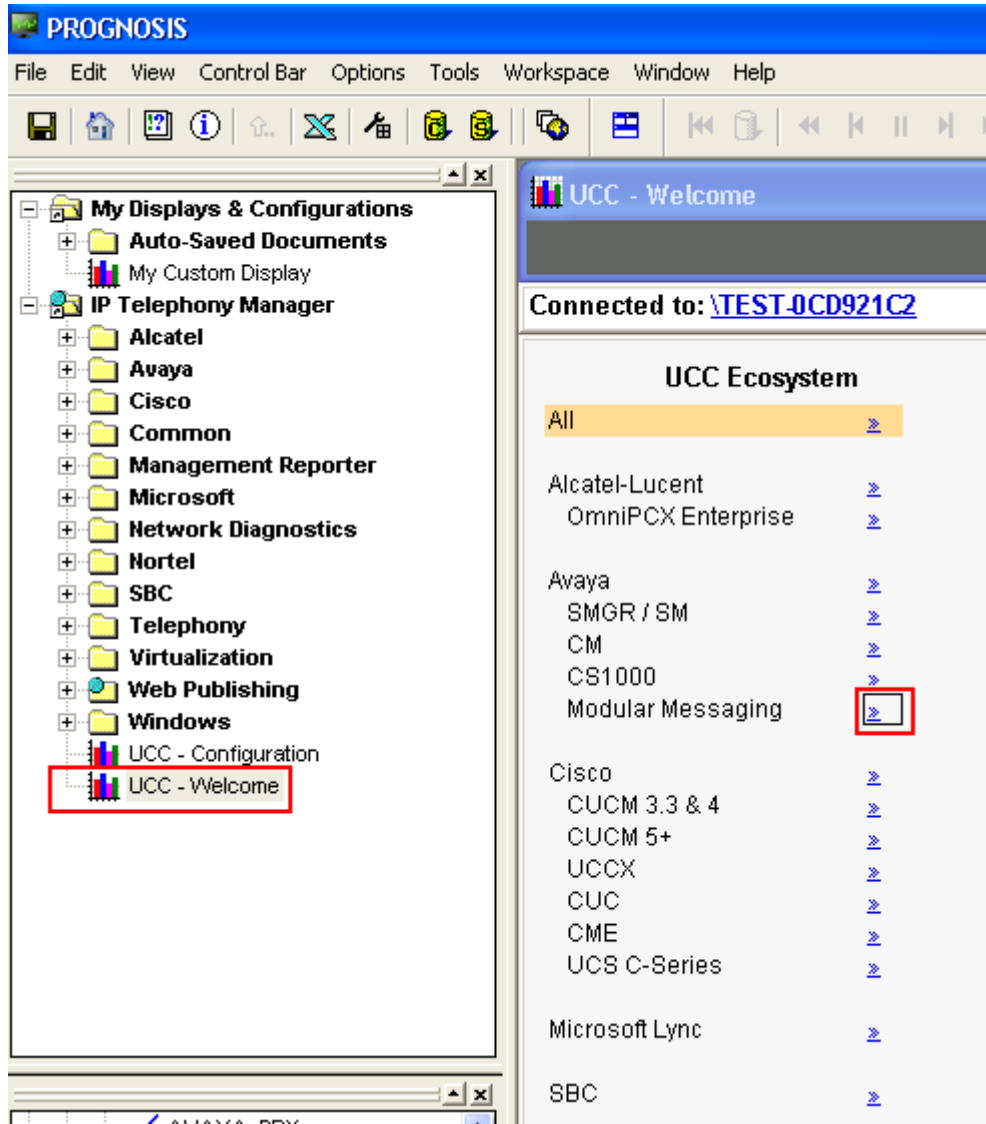 PROGNOSIS
File Edit View Control Bar Options Tools Workspace Window Help
My Displays & Configurations
Auto-Saved Documents
My Custom Display
IP Telephony Manager
Alcatel
Avaya
Cisco
Common
Management Reporter
Microsoft
Network Diagnostics
Nortel
SBC
Telephony
Virtualization
Web Publishing
Windows
UCC - Configuration
UCC - Welcome
UCC - Welcome
Connected to: \TEST-0CD921C2
UCC Ecosystem
All »
Alcatel-Lucent »
OmniPCX Enterprise »
Avaya »
SMGR / SM »
CM »
CS1000 »
Modular Messaging »
Cisco »
CUCM 3.3 & 4 »
CUCM 5+ »
UCCX »
CUC »
CME »
UCS C-Series »
Microsoft Lync »
SBC »